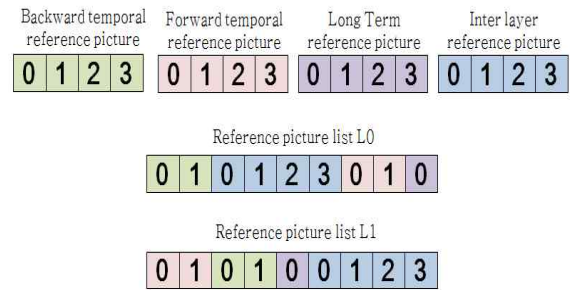 Backward temporal
reference picture
Forward temporal
reference picture
Long Term
reference picture
Inter layer
reference picture
0 1 2 3
0 1 2 3
0 1 2 3
0 1 2 3
Reference picture list L0
0 1 0 1 2 3 0 1 0
Reference picture list L1
0 1 0 1 0 0 1 2 3